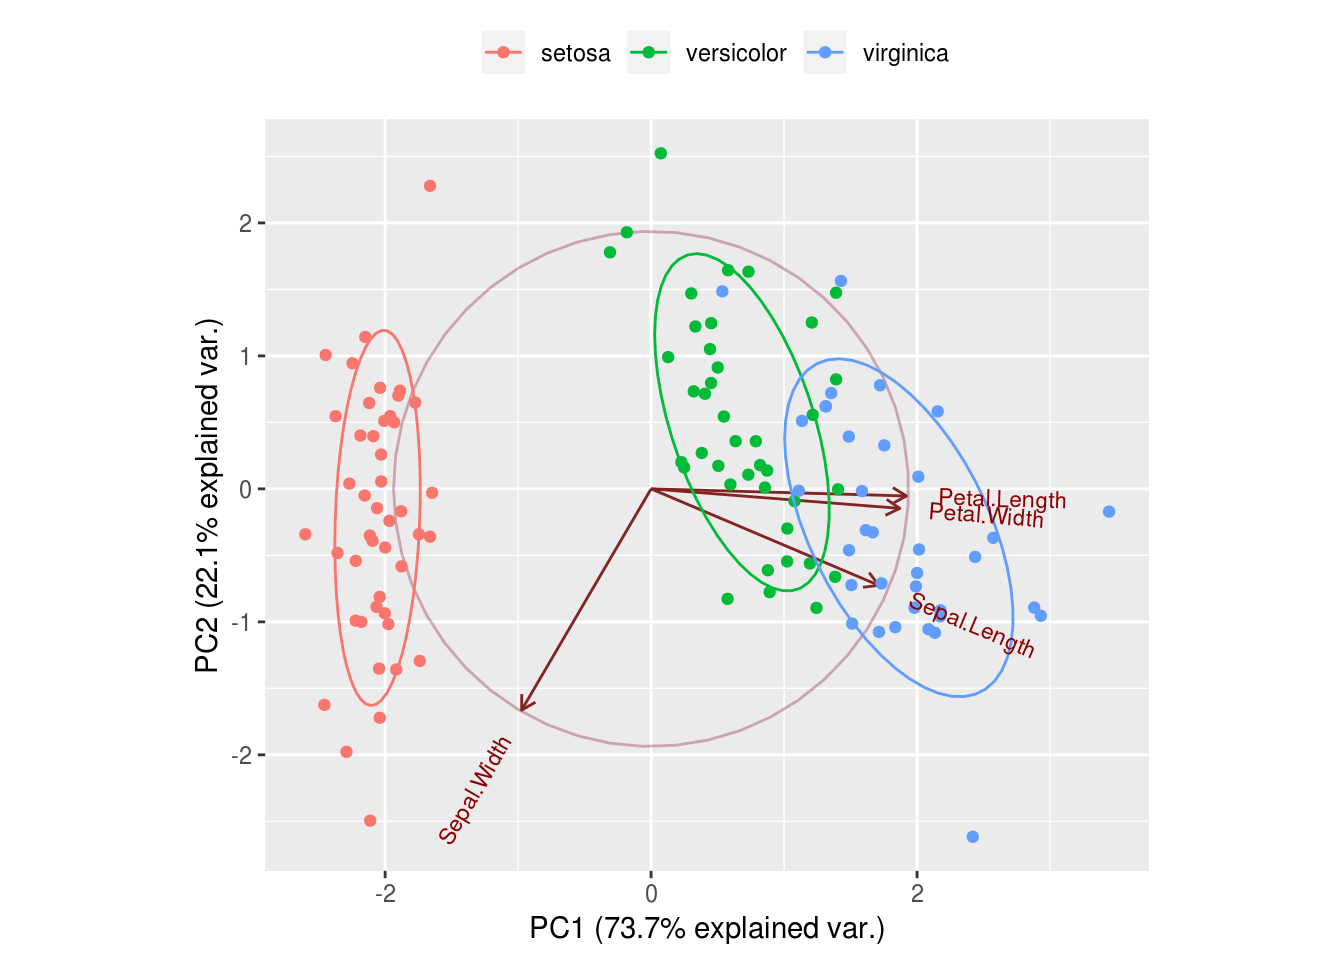 setosa versicolor virginica
PC2 (22.1% explained var.)
2
1
0
-1
-2
Petal.Length
Petal.Width
Sepal.Length
Sepal.Width
-2 0 2
PC1 (73.7% explained var.)